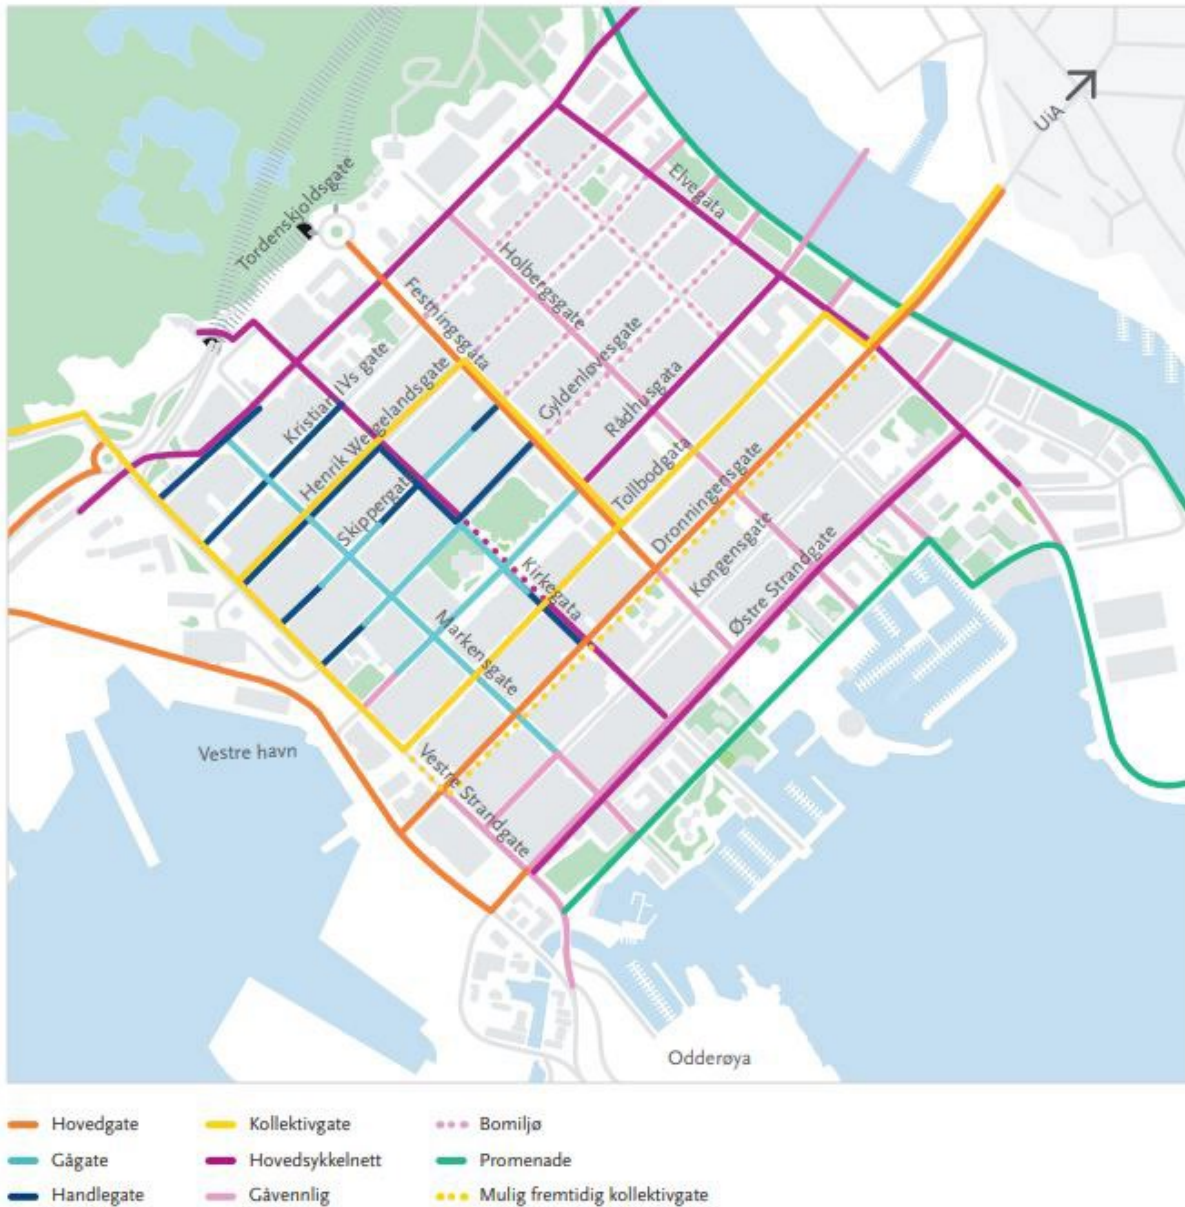 UiA
Tordenskjoldsgate
Elvegata
Holbergsgate
Festningsgata
Gyldenløvesgate
Kristian IVs gate
Rådhusgata
Henrik Wergelandsgate
Tollbodgata
Skippergata
Dronningensgate
Kongensgate
Kirkegata
Østre Strandgate
Markensgate
Vestre havn
Vestre Strandgate
Odderøya
Hovedgate
Gågate
Handlegate
Kollektivgate
Hovedsykkelnett
Gåvennlig
Bomiljø
Promenade
Mulig fremtidig kollektivgate